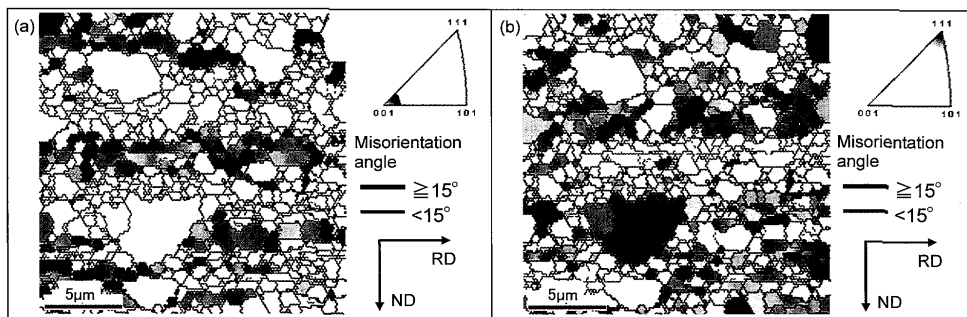 (a)
111
001
101
Misorientation
angle
≧ 15°
<15°
RD
ND
5μm
(b)
111
001
101
Misorientation
angle
≧ 15°
<15°
RD
ND
5μm